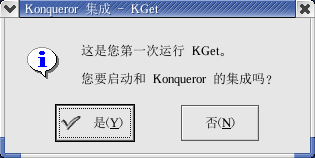 Konqueror 集成 - KGet
这是您第一次运行 KGet。
您要启动和 Konqueror 的集成吗?
是(Y)
否(N)